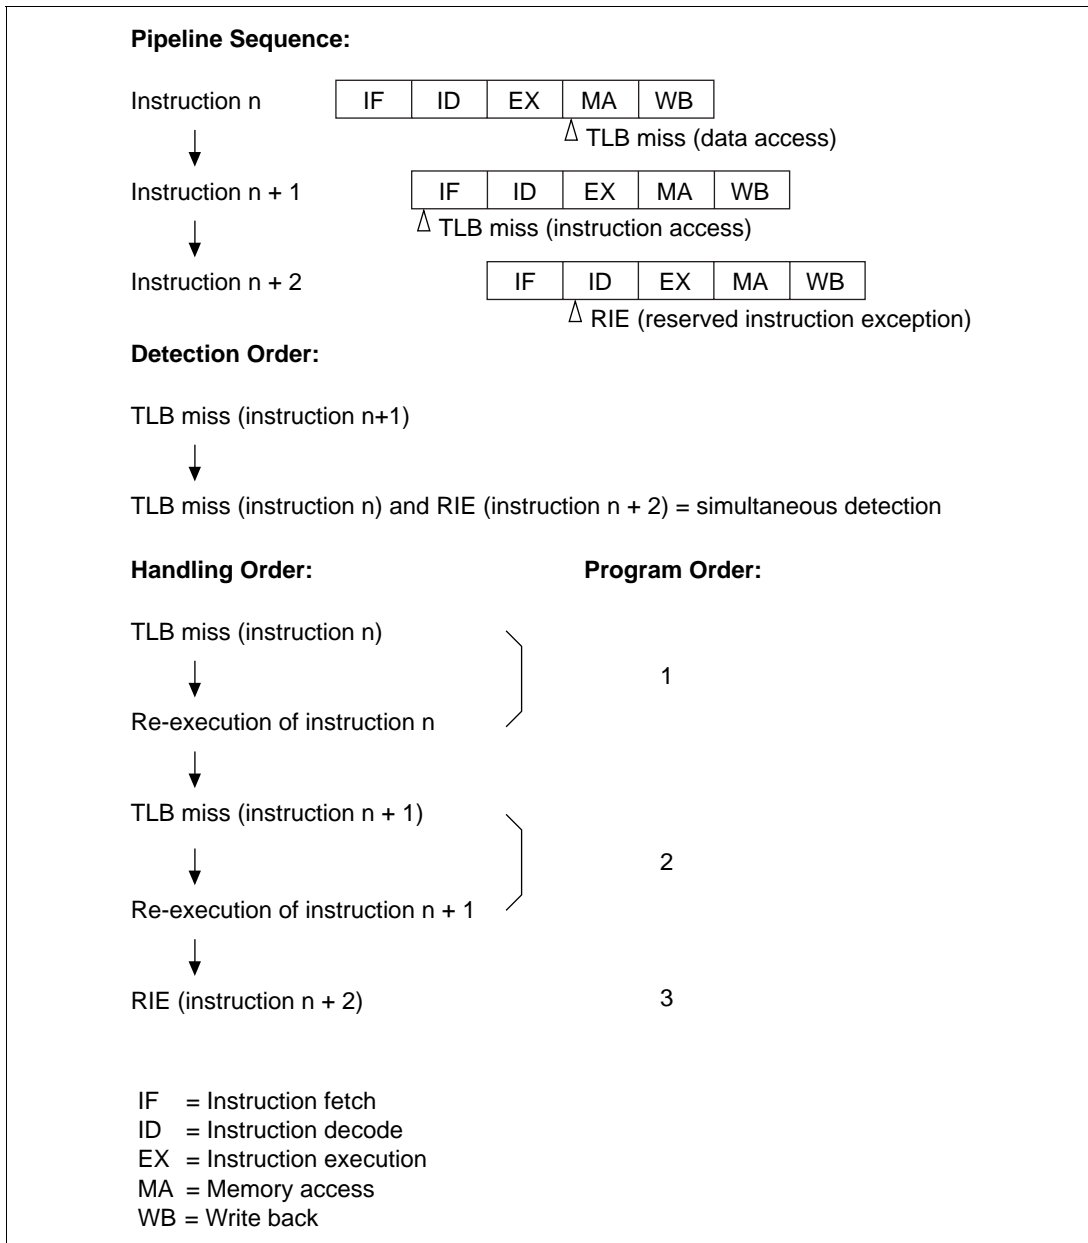 Pipeline Sequence:
Instruction n IF ID EX MA WB
TLB miss (data access)
Instruction n + 1 IF ID EX MA WB
TLB miss (instruction access)
Instruction n + 2 IF ID EX MA WB
RIE (reserved instruction exception)
Detection Order:
TLB miss (instruction n+1)
TLB miss (instruction n) and RIE (instruction n + 2) = simultaneous detection
Handling Order: Program Order:
TLB miss (instruction n)
1
Re-execution of instruction n
TLB miss (instruction n + 1)
2
Re-execution of instruction n + 1
RIE (instruction n + 2) 3
IF = Instruction fetch
ID = Instruction decode
EX = Instruction execution
MA = Memory access
WB = Write back